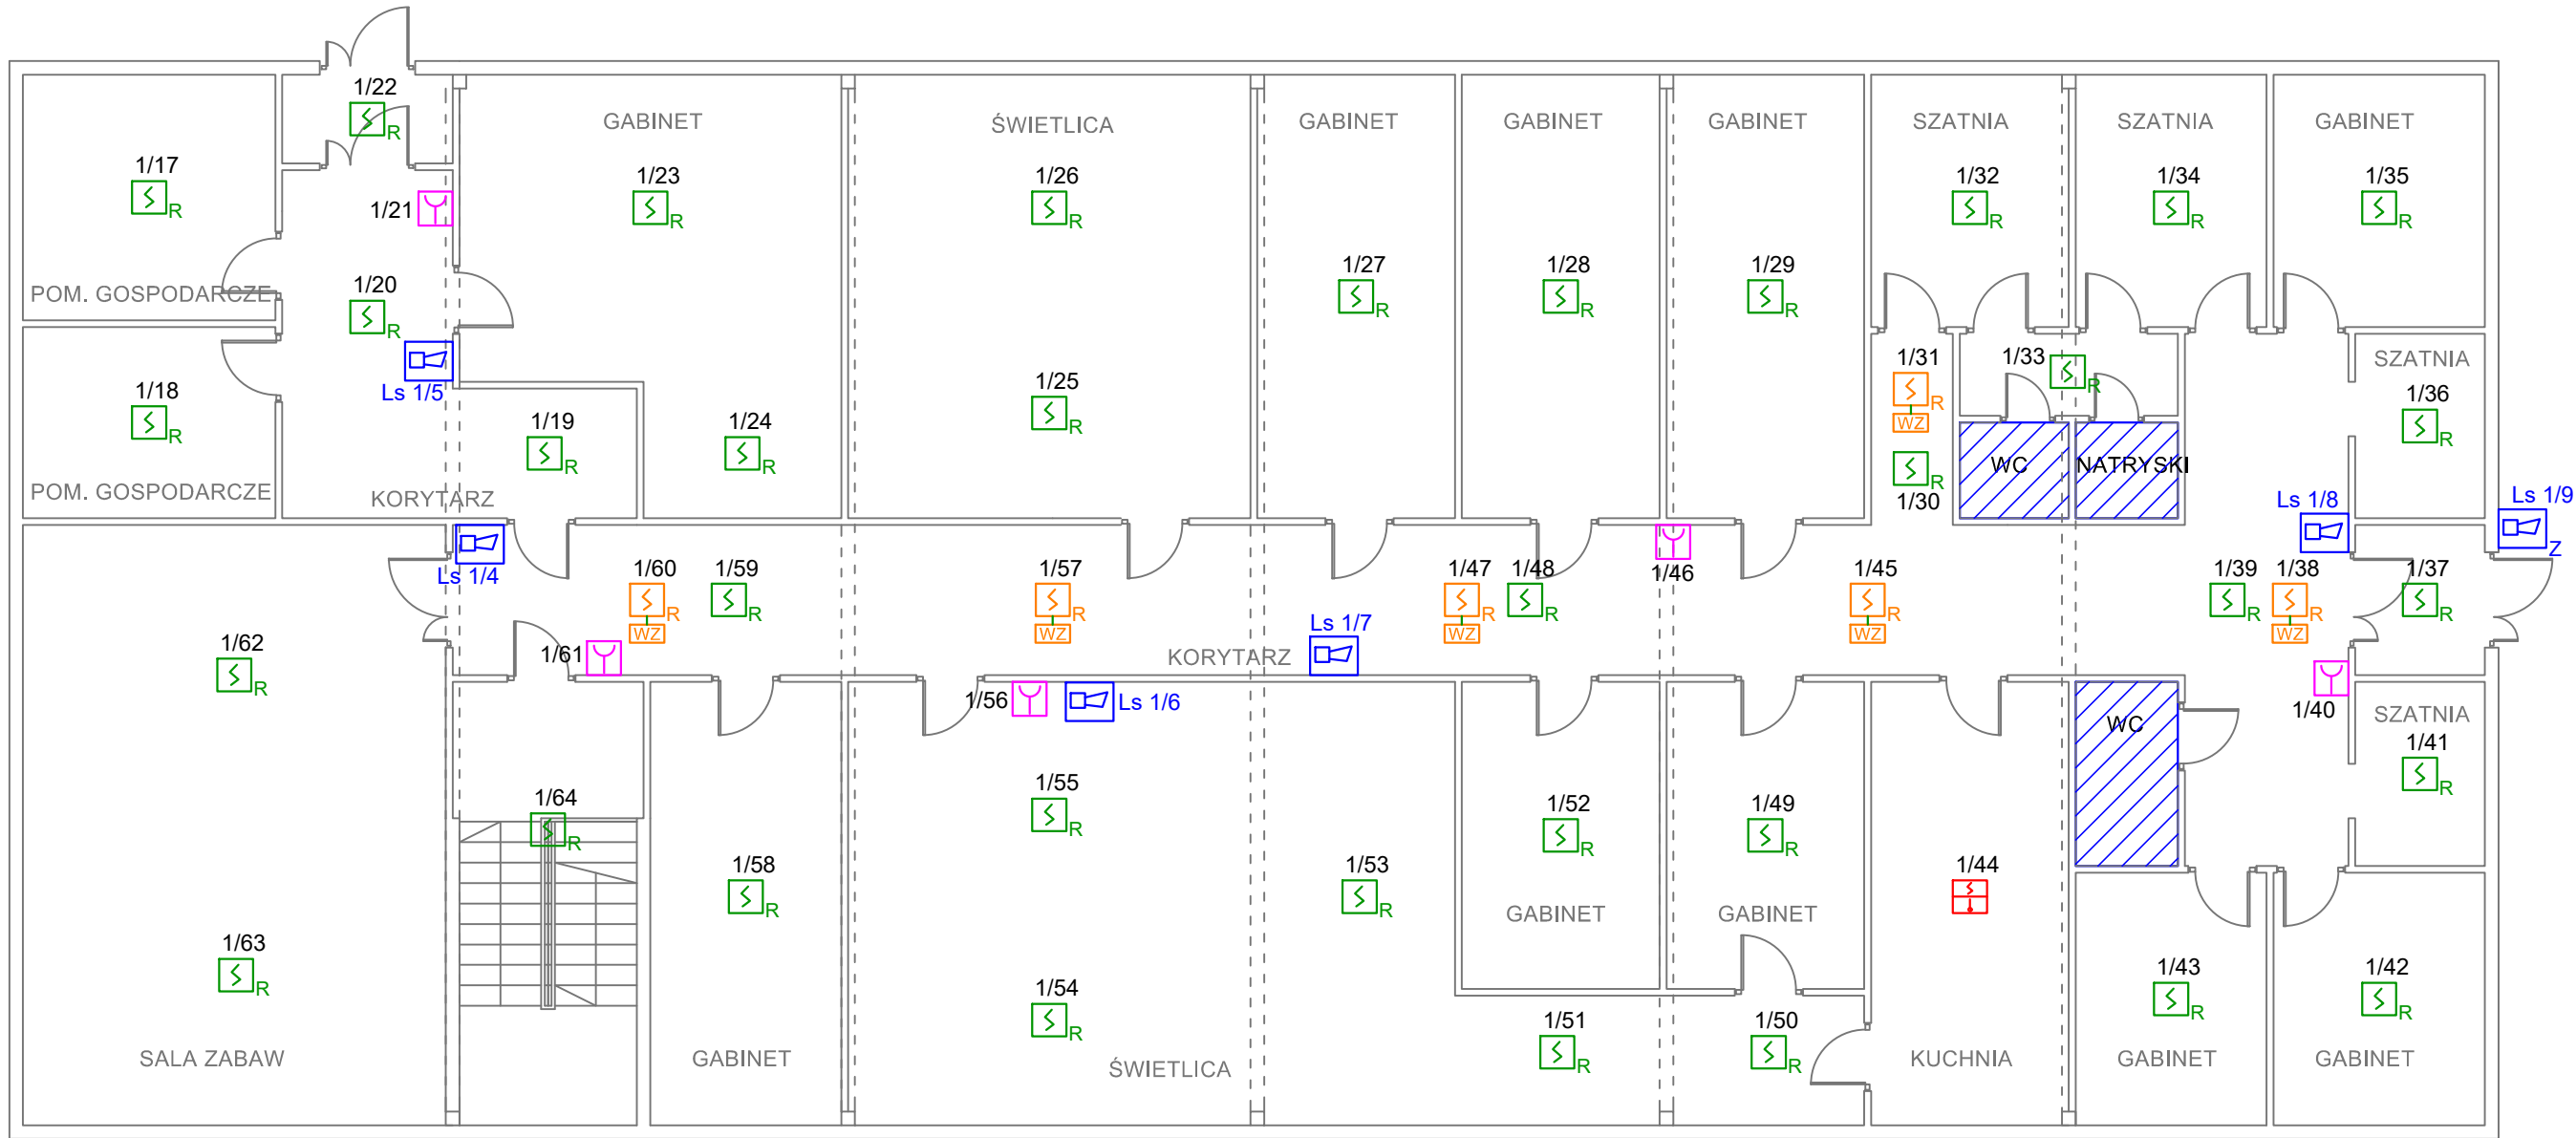 1/22
R
GABINET
ŚWIETLICA
GABINET
GABINET
GABINET
SZATNIA
SZATNIA
GABINET
1/17
R
1/21
1/23
R
1/26
R
1/32
R
1/34
R
1/35
R
POM. GOSPODARCZE
1/20
R
1/27
R
1/28
R
1/29
R
Ls 1/5
1/31
R
WZ
1/33
R
SZATNIA
1/18
R
1/19
R
1/24
R
1/25
R
1/36
R
POM. GOSPODARCZE
KORYTARZ
R
1/30
WC
NATRYSKI
Ls 1/8
Ls 1/9
Z
Ls 1/4
1/60
R
WZ
1/59
R
1/57
R
WZ
1/47
R
WZ
1/48
R
1/46
1/45
R
WZ
1/39
R
1/38
R
WZ
1/37
R
Ls 1/7
1/61
KORYTARZ
1/62
R
1/56
Ls 1/6
1/40
WC
SZATNIA
1/41
R
1/64
R
1/55
R
1/52
R
1/49
R
1/58
R
1/53
R
1/44
GABINET
GABINET
1/63
R
1/54
R
1/51
R
1/50
R
1/43
R
1/42
R
SALA ZABAW
GABINET
ŚWIETLICA
KUCHNIA
GABINET
GABINET